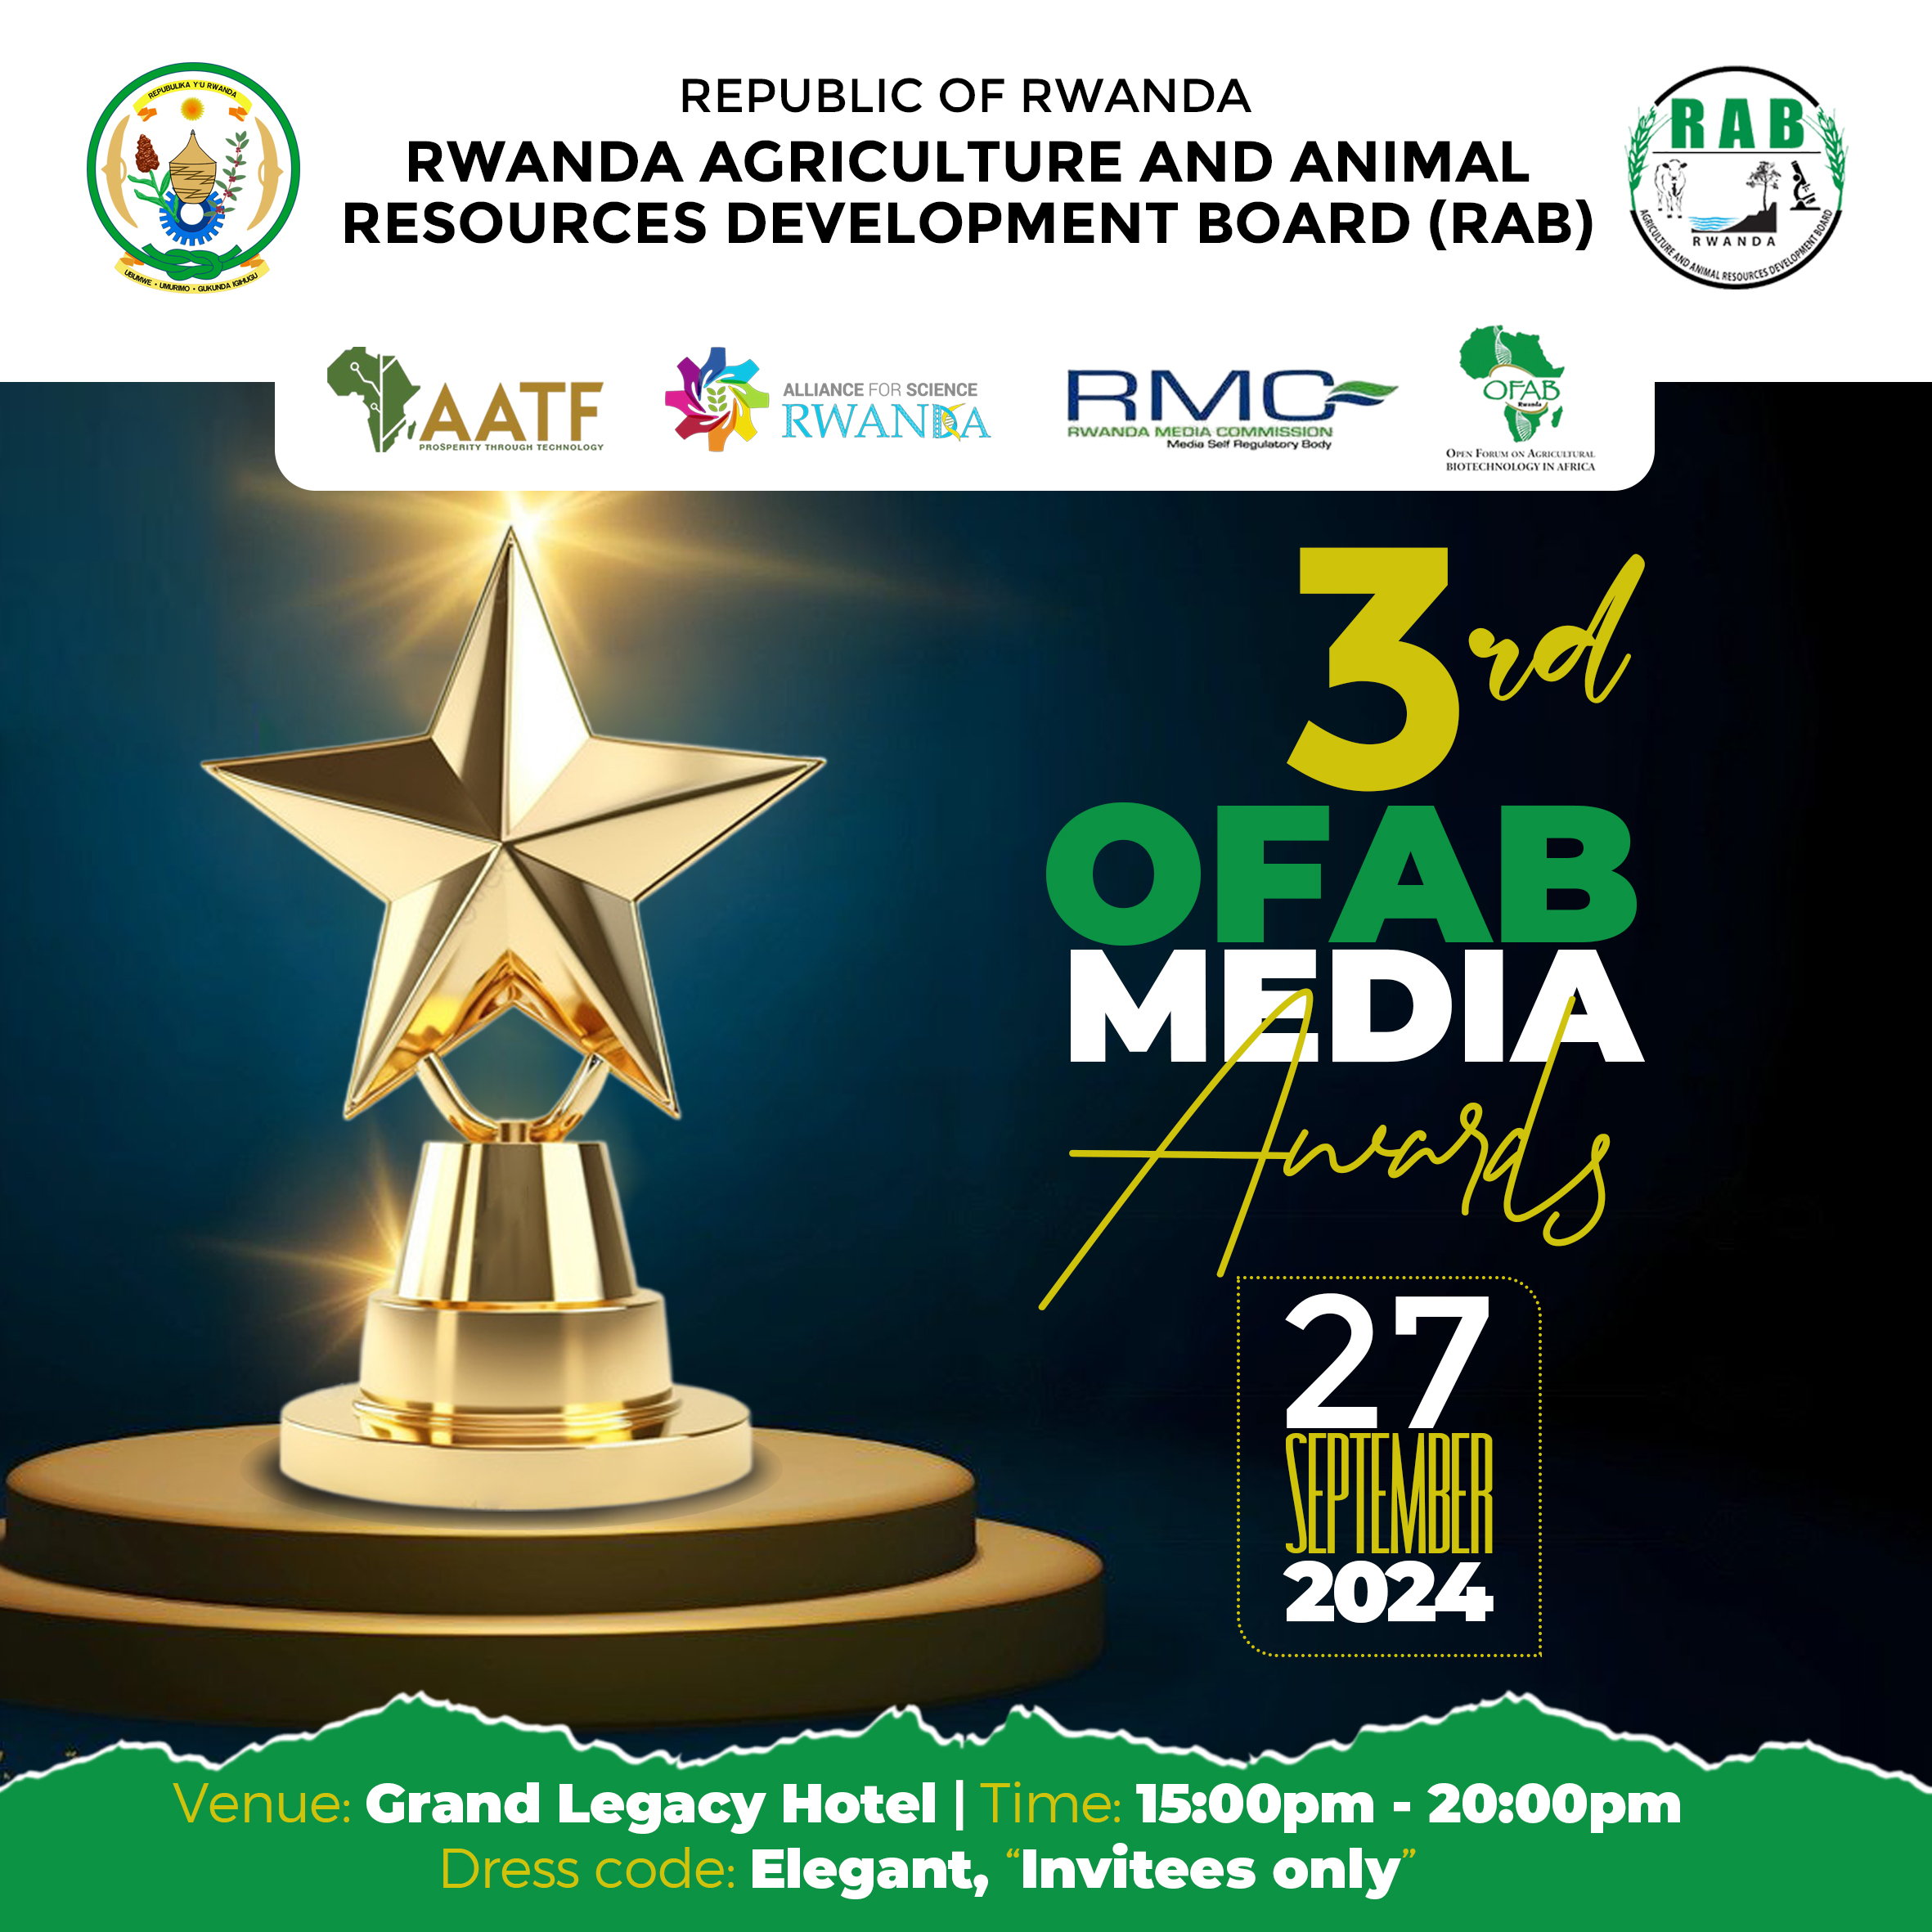 REPUBLIC OF RWANDA
RWANDA AGRICULTURE AND ANIMAL
RESOURCES DEVELOPMENT BOARD (RAB)
REPUBULIKA Y'U RWANDA
UBUMWE • UMURIMO • GUKUNDA IGIHUGU
RAB
RWANDA
AGRICULTURE AND ANIMAL RESOURCES DEVELOPMENT BOARD
AATF
PROSPERITY THROUGH TECHNOLOGY
ALLIANCE FOR SCIENCE
RWANDA
RMC
RWANDA MEDIA COMMISSION
Media Self Regulatory Body
OFAB
Rwanda
OPEN FORUM ON AGRICULTURAL
BIOTECHNOLOGY IN AFRICA
3rd
OFAB
MEDIA
Awards
27
SEPTEMBER
2024
Venue: Grand Legacy Hotel | Time: 15:00pm - 20:00pm
Dress code: Elegant, “Invitees only”